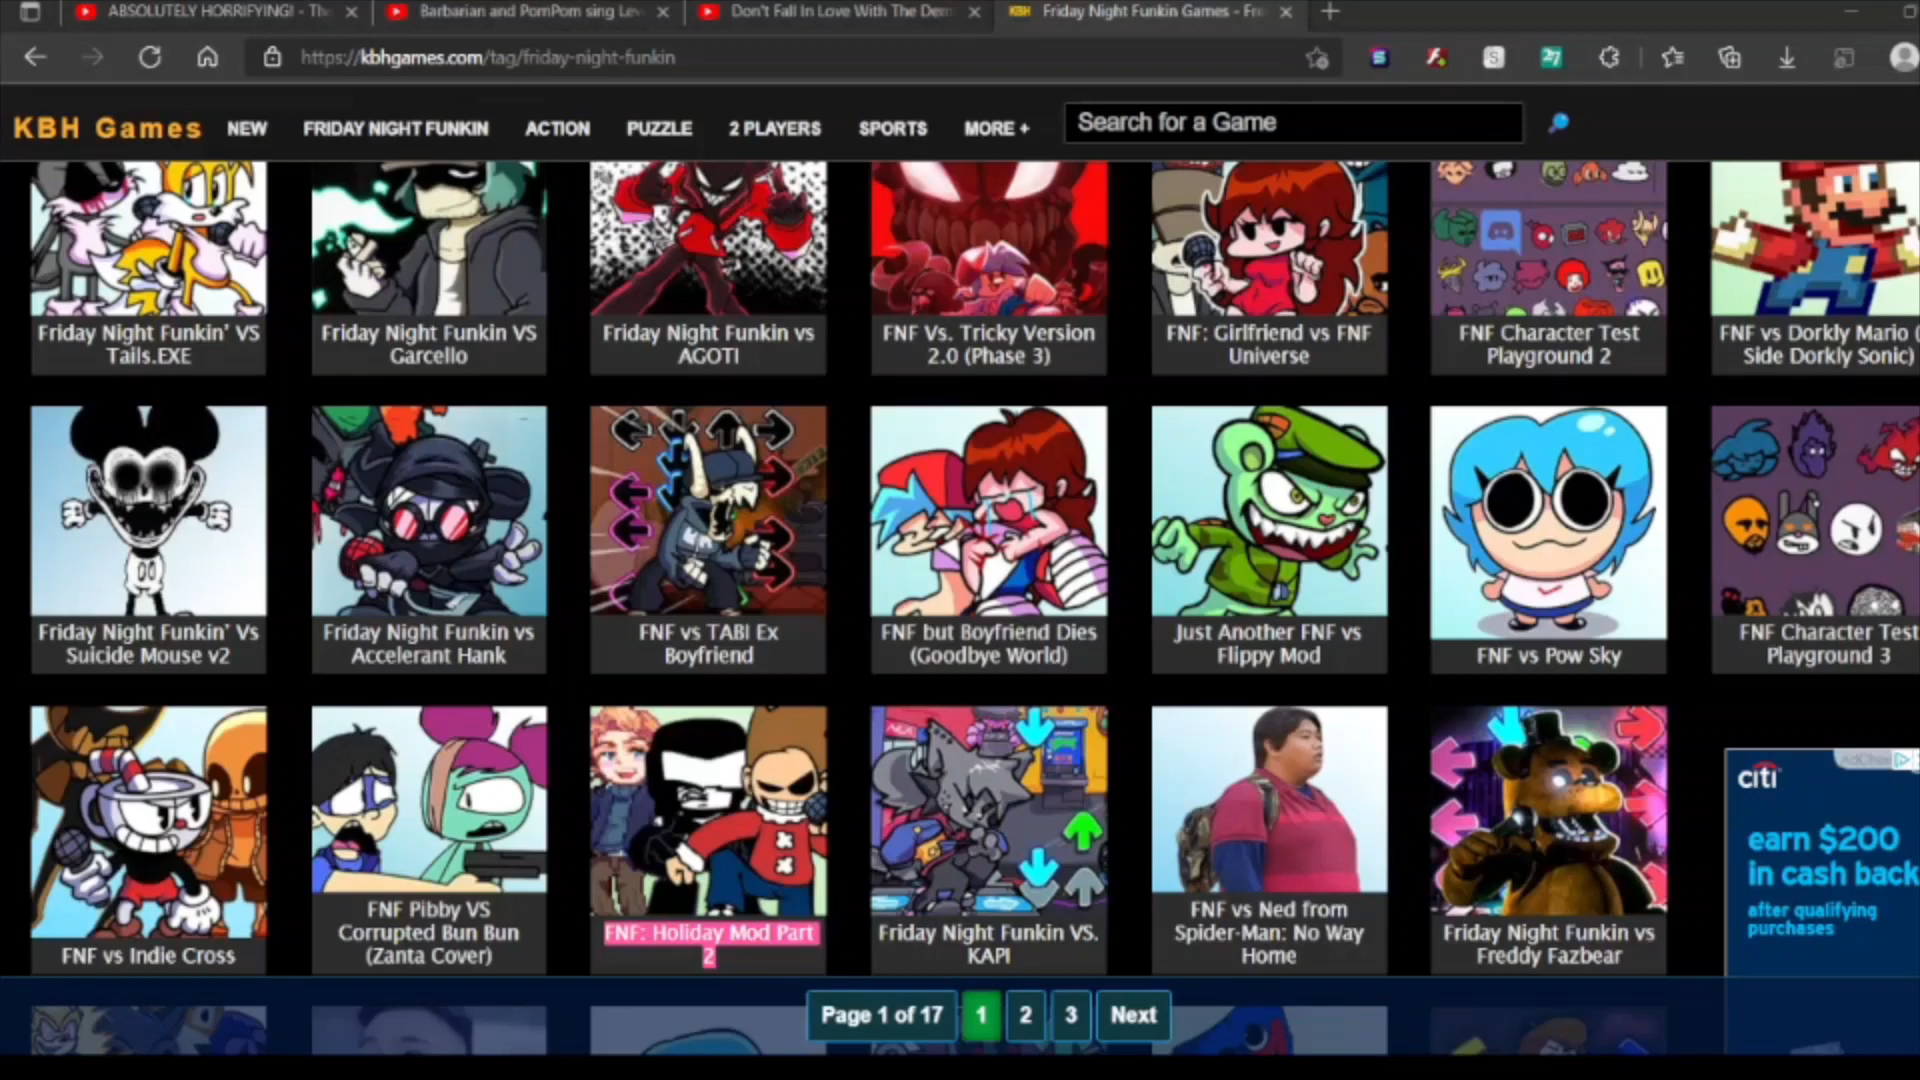 ABSOLUTELY HORRIFYING! - The
Barbarian and PomPom sing Lev
Don't Fall In Love With The Dem
KBH
Friday Night Funkin Games - Fre
https://kbhgames.com/tag/friday-night-funkin
S
27
KBH Games
NEW
FRIDAY NIGHT FUNKIN
ACTION
PUZZLE
2 PLAYERS
SPORTS
MORE +
Search for a Game
Friday Night Funkin' VS
Tails.EXE
Friday Night Funkin VS
Garcello
Friday Night Funkin vs
AGOTI
FNF Vs. Tricky Version
2.0 (Phase 3)
FNF: Girlfriend vs FNF
Universe
FNF Character Test
Playground 2
FNF vs Dorkly Mario (
Side Dorkly Sonic)
Friday Night Funkin' Vs
Suicide Mouse v2
Friday Night Funkin vs
Accelerant Hank
FNF vs TABI Ex
Boyfriend
FNF but Boyfriend Dies
(Goodbye World)
Just Another FNF vs
Flippy Mod
FNF vs Pow Sky
FNF Character Test
Playground 3
FNF vs Indie Cross
FNF Pibby VS
Corrupted Bun Bun
(Zanta Cover)
FNF: Holiday Mod Part
2
Friday Night Funkin VS.
KAPI
FNF vs Ned from
Spider-Man: No Way
Home
Friday Night Funkin vs
Freddy Fazbear
citi
earn $200
in cash back
after qualifying
purchases
Page 1 of 17
1
2
3
Next